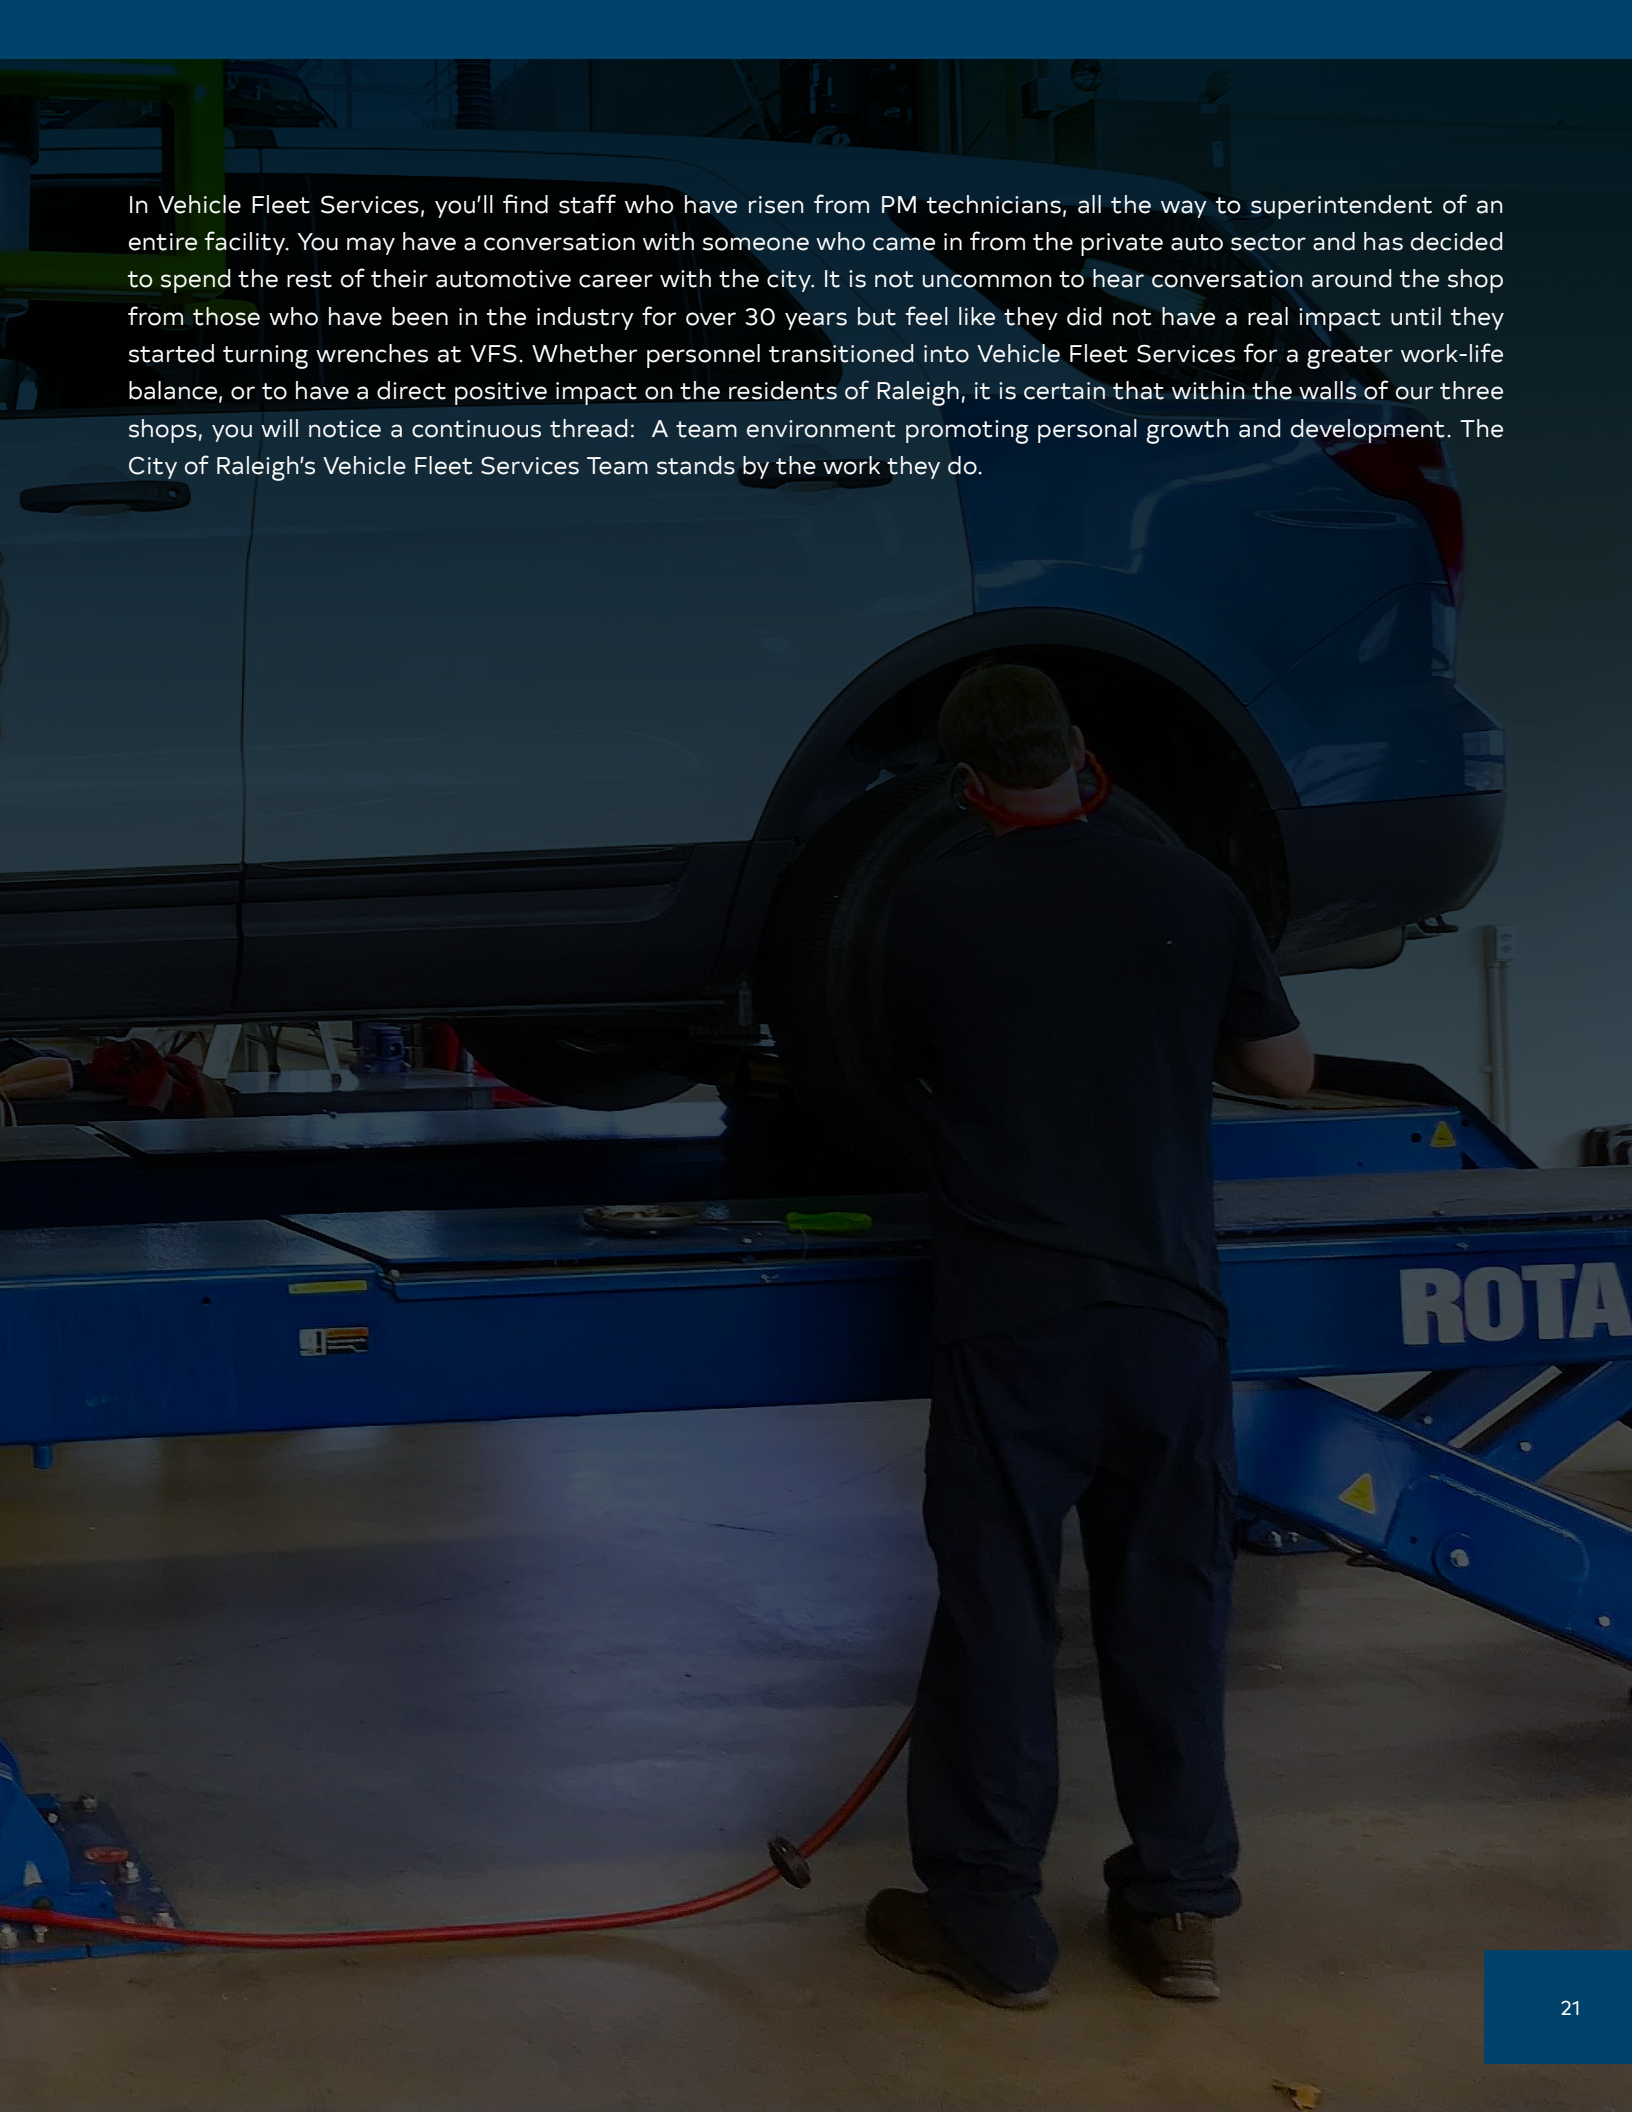 In Vehicle Fleet Services, you’ll find staff who have risen from PM technicians, all the way to superintendent of an
entire facility. You may have a conversation with someone who came in from the private auto sector and has decided
to spend the rest of their automotive career with the city. It is not uncommon to hear conversation around the shop
from those who have been in the industry for over 30 years but feel like they did not have a real impact until they
started turning wrenches at VFS. Whether personnel transitioned into Vehicle Fleet Services for a greater work-life
balance, or to have a direct positive impact on the residents of Raleigh, it is certain that within the walls of our three
shops, you will notice a continuous thread:  A team environment promoting personal growth and development. The
City of Raleigh’s Vehicle Fleet Services Team stands by the work they do.
ROTA
21